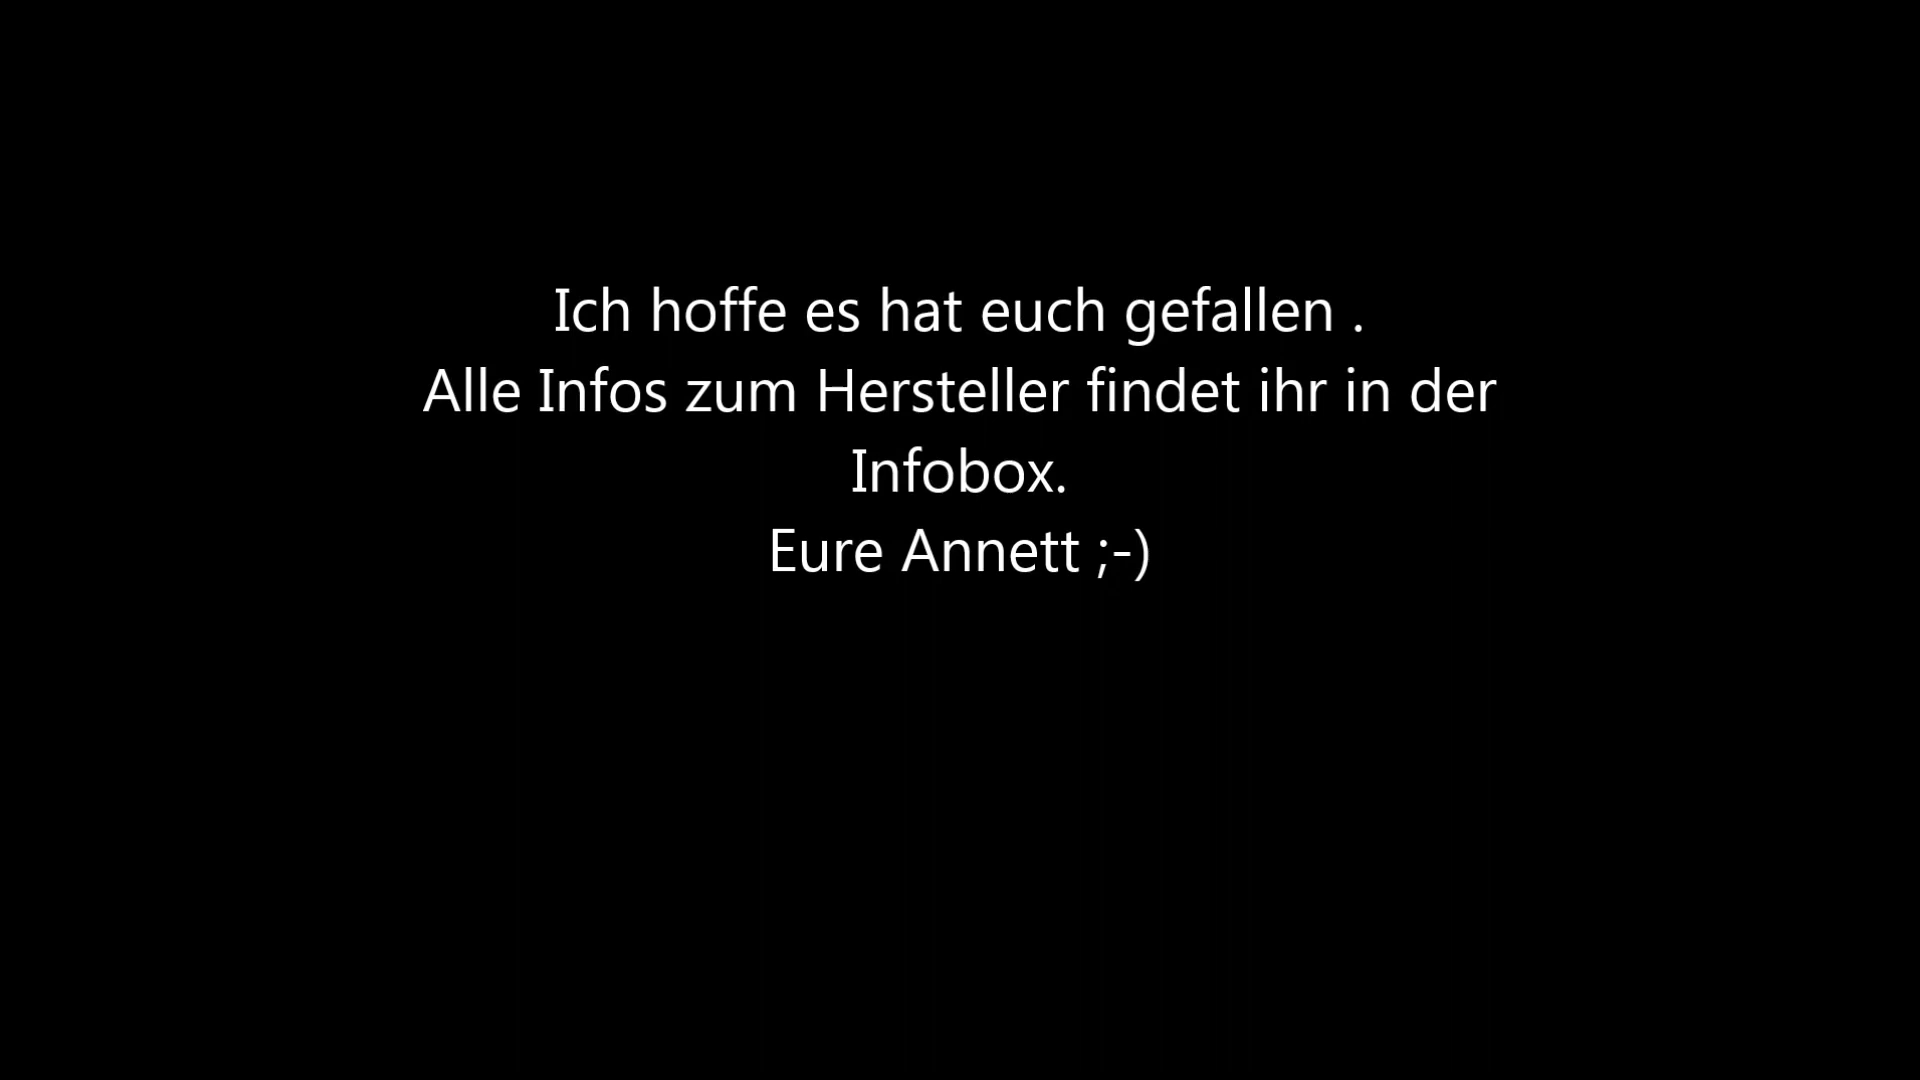 Ich hoffe es hat euch gefallen .
Alle Infos zum Hersteller findet ihr in der
Infobox.
Eure Annett ;-)